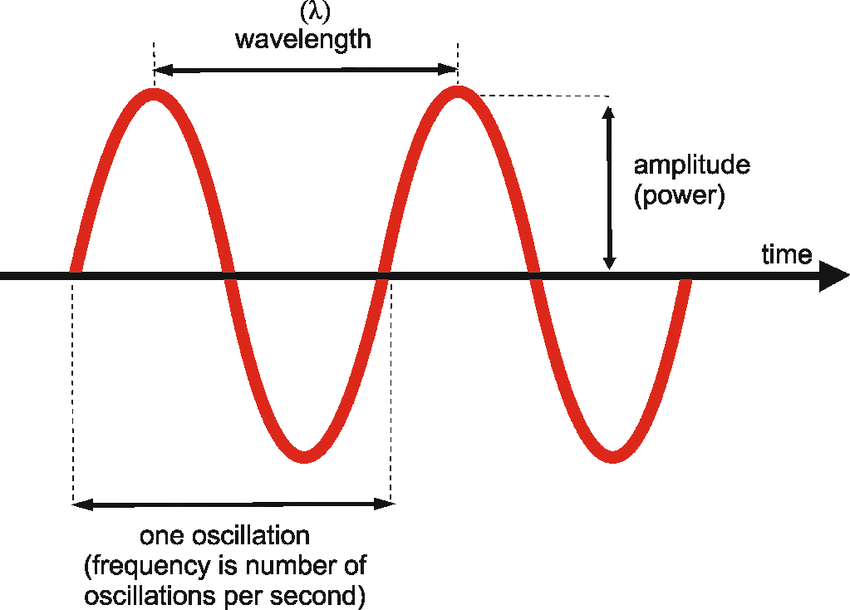 (λ)
wavelength
amplitude
(power)
time
one oscillation
(frequency is number of
oscillations per second)